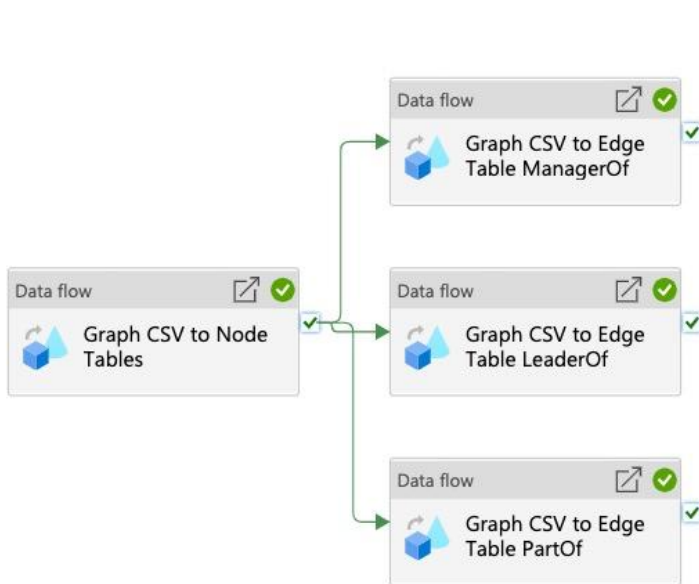 Data flow
Graph CSV to Edge
Table ManagerOf
Data flow
Graph CSV to Node
Tables
Data flow
Graph CSV to Edge
Table LeaderOf
Data flow
Graph CSV to Edge
Table PartOf